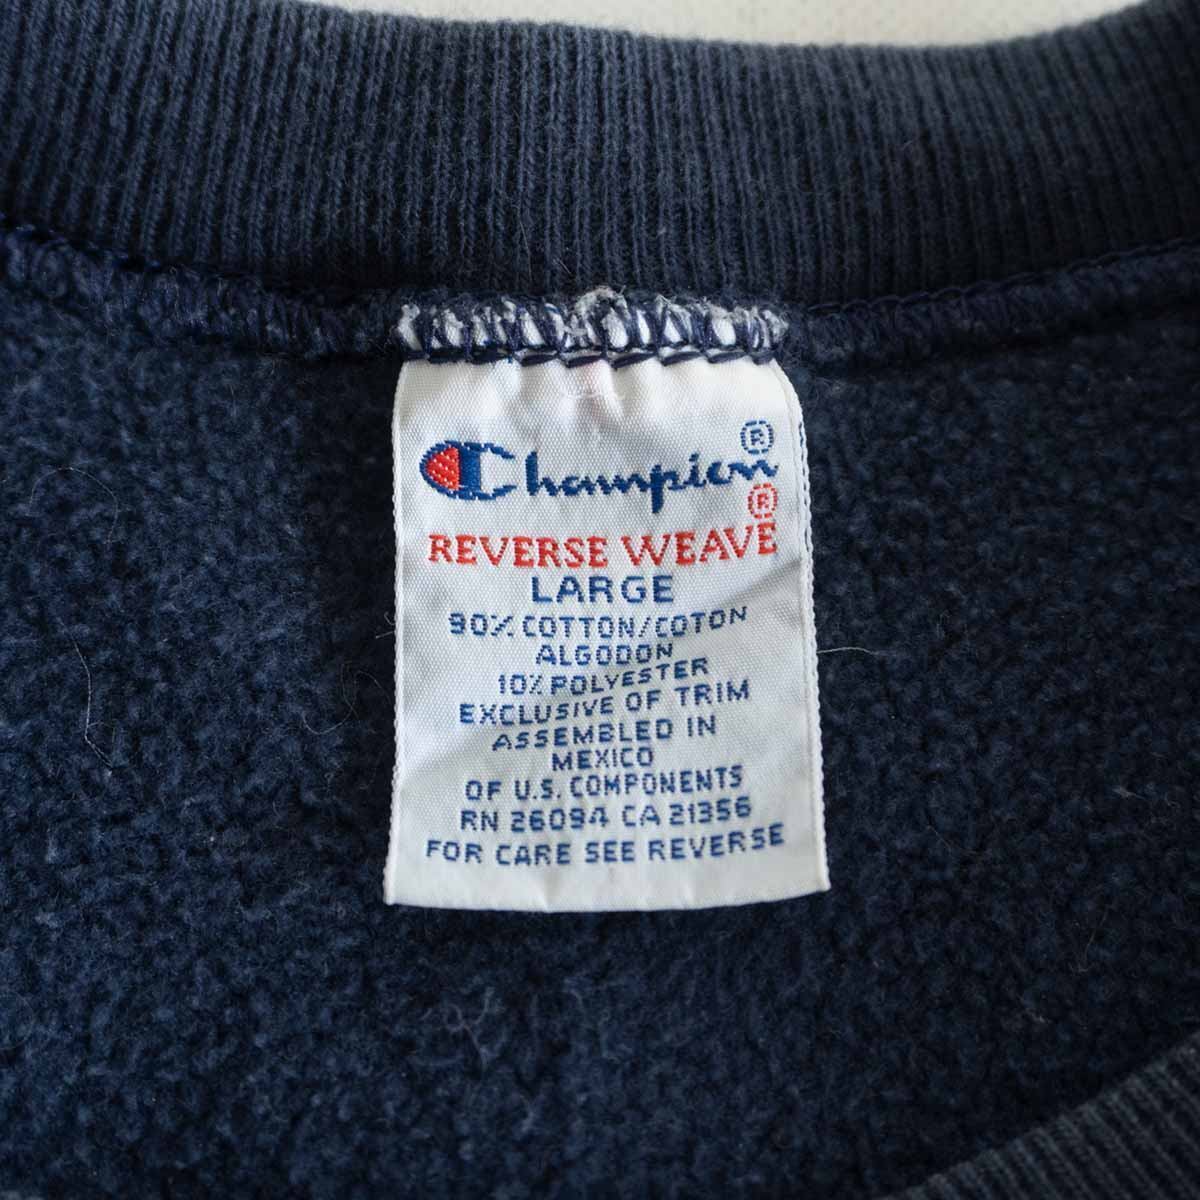 Champion®
REVERSE WEAVE®
LARGE
90% COTTON/COTON
ALGODON
10% POLYESTER
EXCLUSIVE OF TRIM
ASSEMBLED IN
MEXICO
OF U.S. COMPONENTS
RN 26094 CA 21356
FOR CARE SEE REVERSE